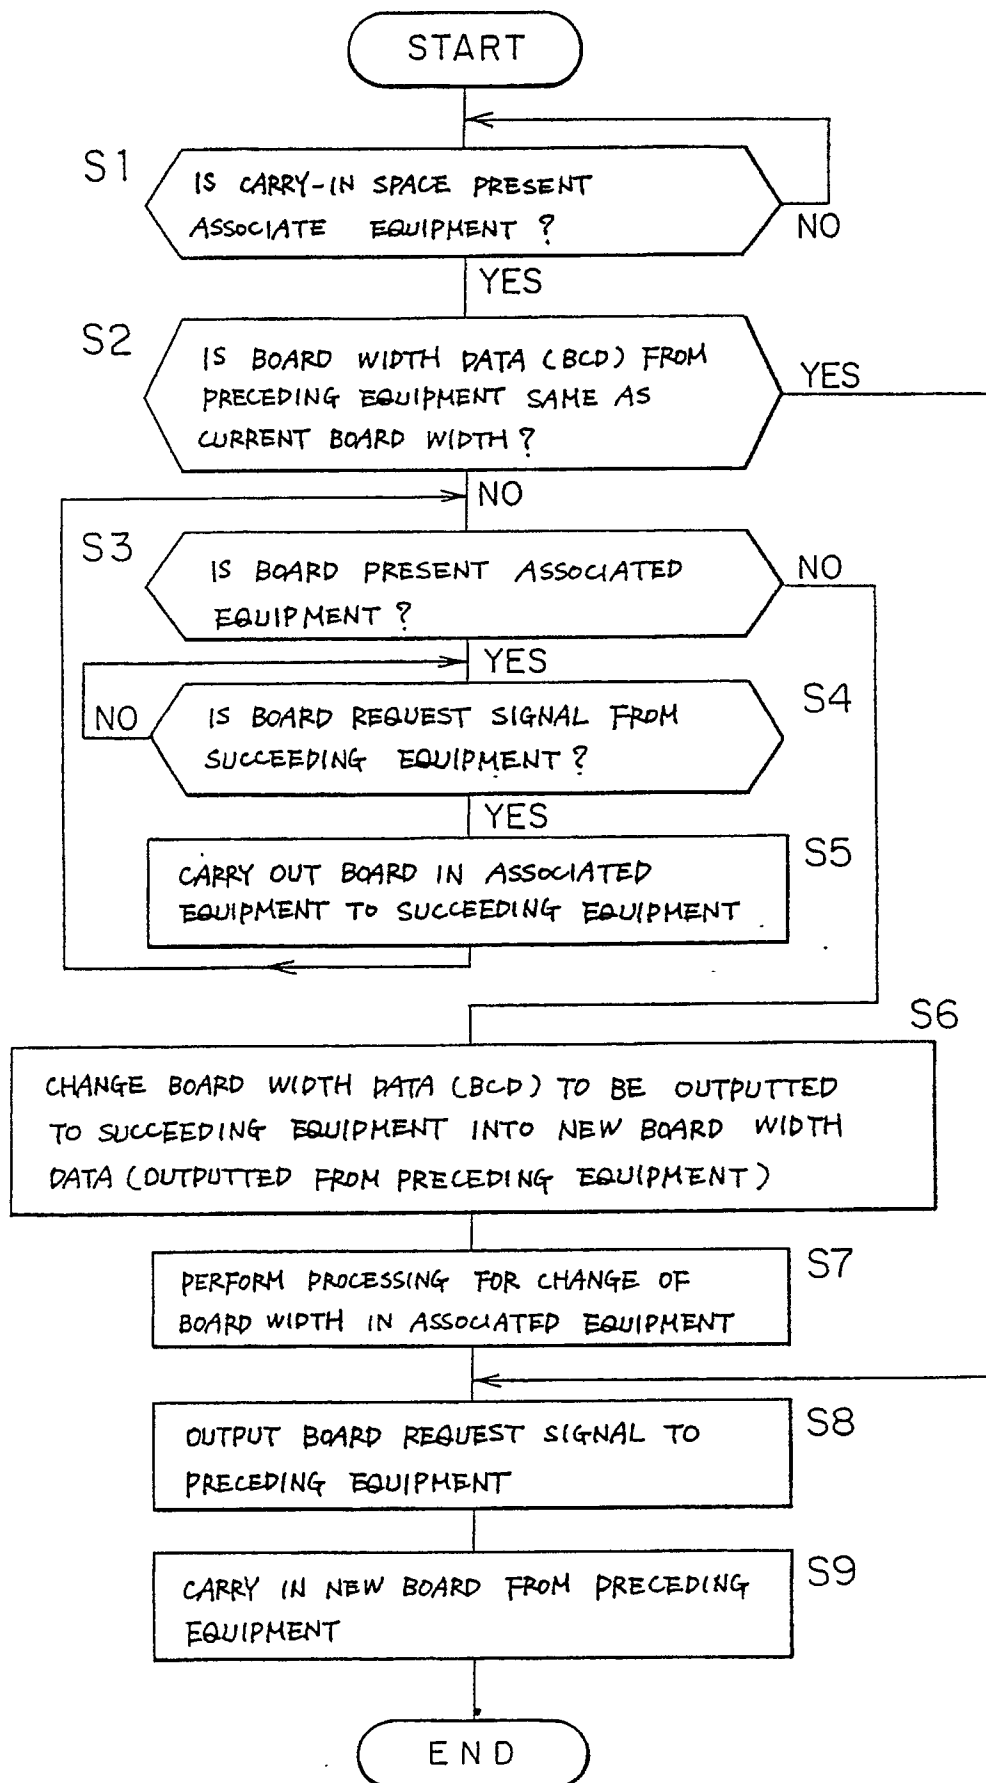 START
S1
IS CARRY-IN SPACE PRESENT
ASSOCIATE EQUIPMENT ?
NO
YES
S2
IS BOARD WIDTH DATA (BCD) FROM
PRECEDING EQUIPMENT SAME AS
CURRENT BOARD WIDTH ?
YES
NO
S3
IS BOARD PRESENT ASSOCIATED
EQUIPMENT ?
NO
YES
S4
IS BOARD REQUEST SIGNAL FROM
SUCCEEDING EQUIPMENT ?
NO
YES
S5
CARRY OUT BOARD IN ASSOCIATED
EQUIPMENT TO SUCCEEDING EQUIPMENT
S6
CHANGE BOARD WIDTH DATA (BCD) TO BE OUTPUTTED
TO SUCCEEDING EQUIPMENT INTO NEW BOARD WIDTH
DATA (OUTPUTTED FROM PRECEDING EQUIPMENT)
S7
PERFORM PROCESSING FOR CHANGE OF
BOARD WIDTH IN ASSOCIATED EQUIPMENT
S8
OUTPUT BOARD REQUEST SIGNAL TO
PRECEDING EQUIPMENT
S9
CARRY IN NEW BOARD FROM PRECEDING
EQUIPMENT
END